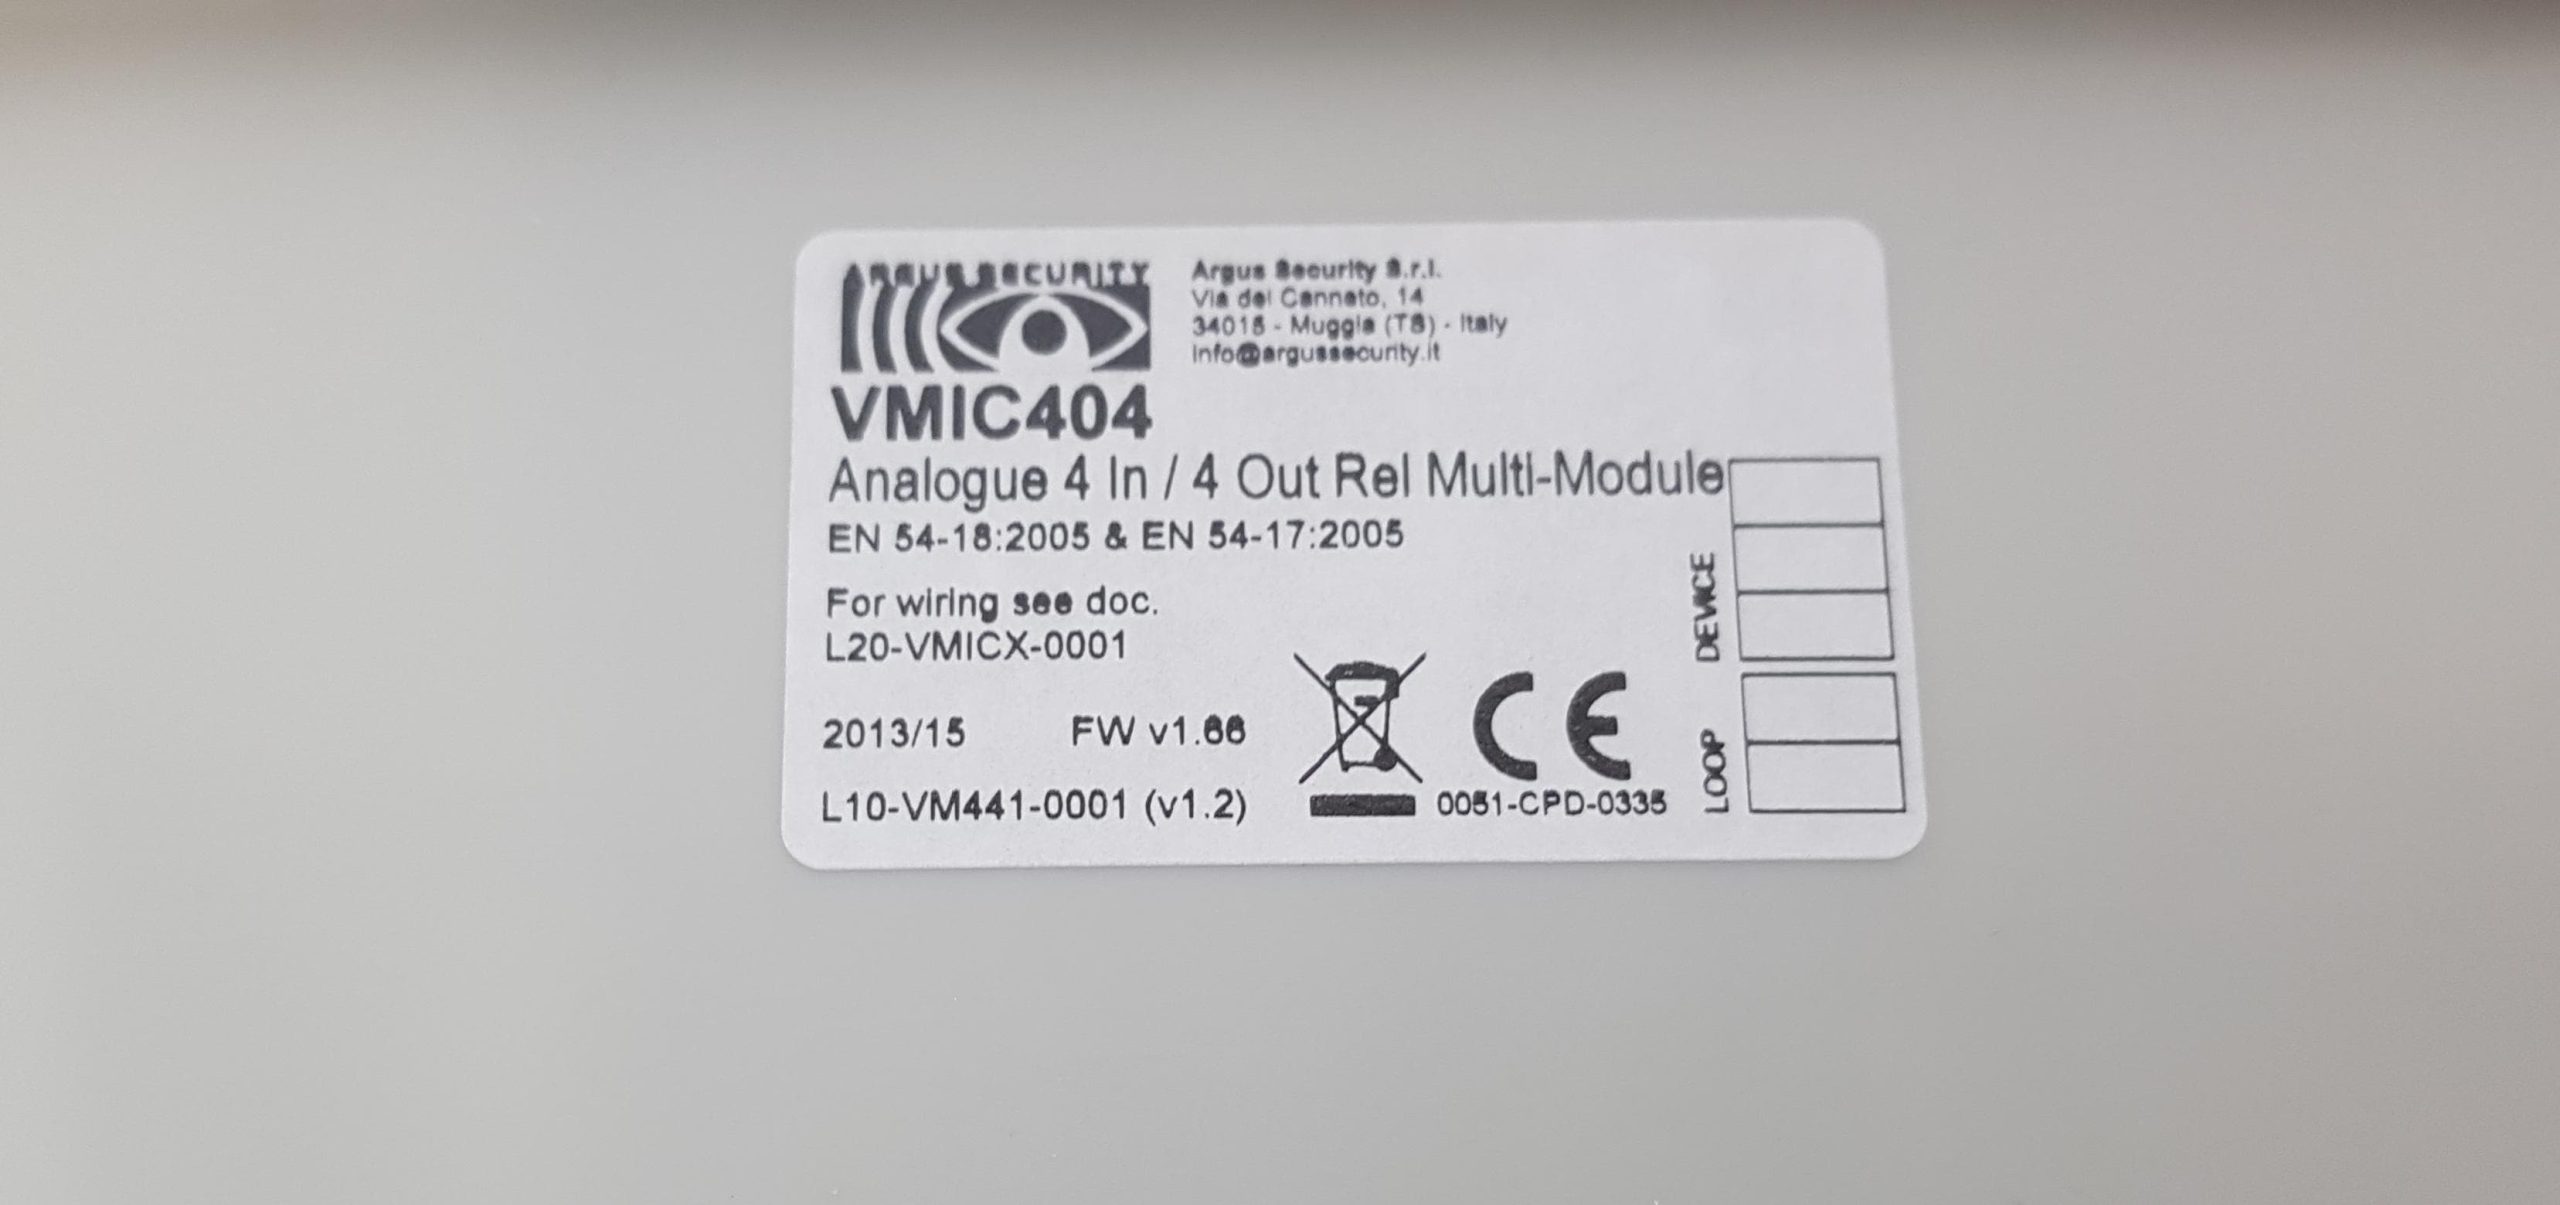 ARGUS SECURITY
Argus Security S.r.l.
Via del Canneto, 14
34015 - Muggia (TS) - Italy
info@argussecurity.it
VMIC404
Analogue 4 In / 4 Out Rel Multi-Module
EN 54-18:2005 & EN 54-17:2005
For wiring see doc.
L20-VMICX-0001
2013/15 FW v1.66
L10-VM441-0001 (v1.2)
CE
0051-CPD-0335
DEVICE
LOOP